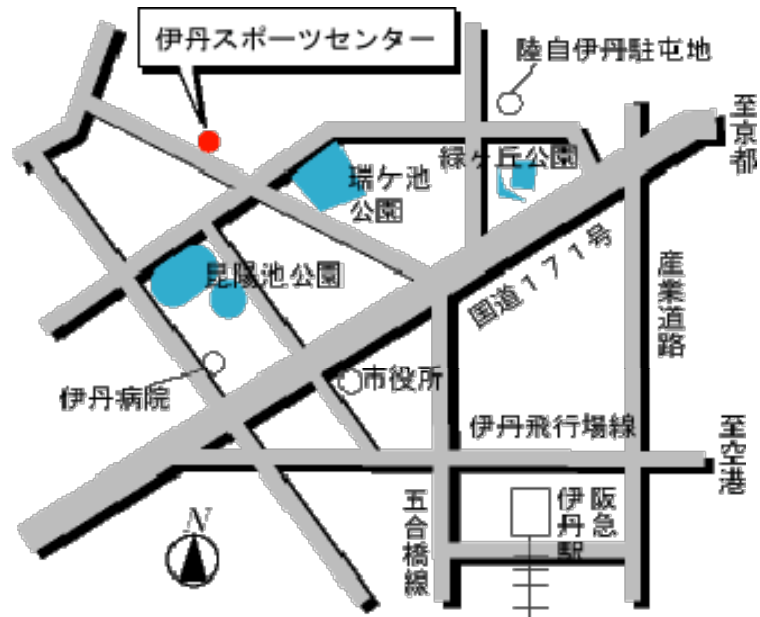 伊丹スポーツセンター
陸自伊丹駐屯地
至京都
緑ヶ丘公園
瑞ケ池
公園
昆陽池公園
国道171号
産業道路
伊丹病院
市役所
伊丹飛行場線
至空港
五合橋線
阪急
伊丹駅
N